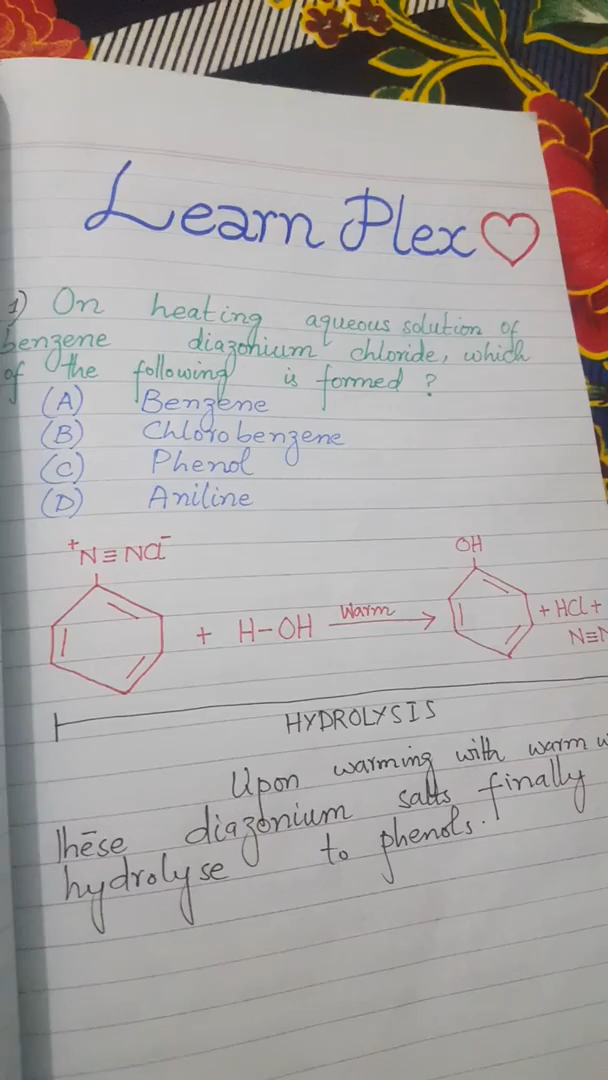 Learn Plex
1) On heating aqueous solution of
benzene diazonium chloride, which
of the following is formed ?
(A) Benzene
(B) Chlorobenzene
(C) Phenol
(D) Aniline
⁺N≡NCl⁻
OH
+ H-OH Warm + HCl +
N≡N
HYDROLYSIS
Upon warming with warm
these diazonium salts finally
hydrolyse to phenols.